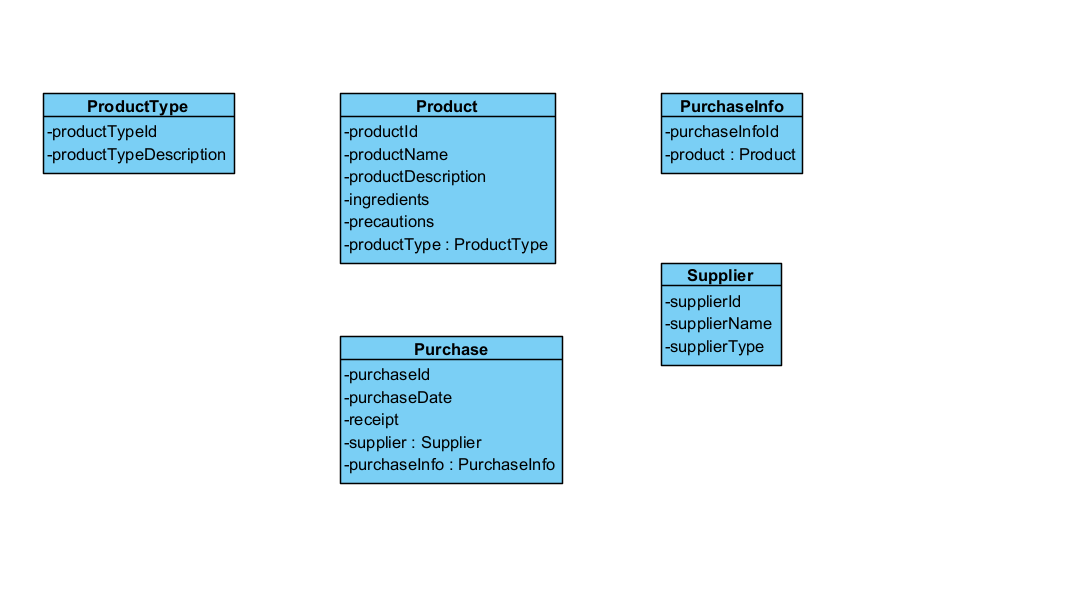 ProductType
-productTypeId
-productTypeDescription
Product
-productId
-productName
-productDescription
-ingredients
-precautions
-productType : ProductType
PurchaseInfo
-purchaseInfoId
-product : Product
Supplier
-supplierId
-supplierName
-supplierType
Purchase
-purchaseId
-purchaseDate
-receipt
-supplier : Supplier
-purchaseInfo : PurchaseInfo